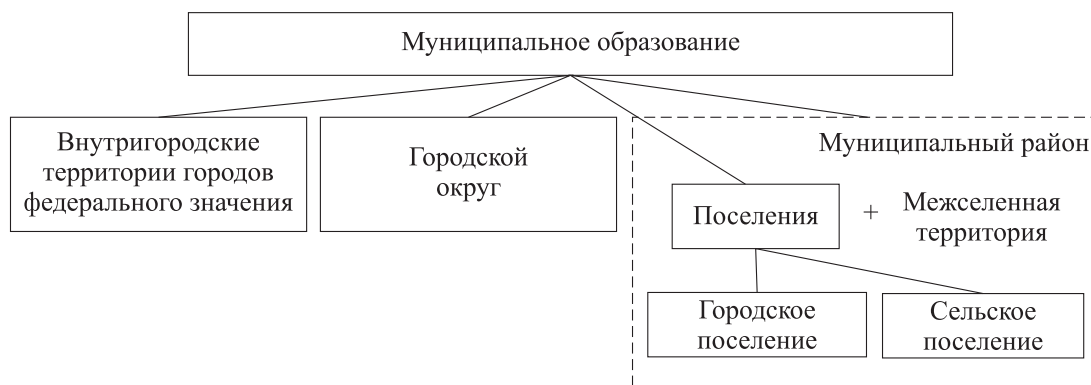 Муниципальное образование
Внутригородские
территории городов
федерального значения
Городской
округ
Муниципальный район
Поселения
+
Межселенная
территория
Городское
поселение
Сельское
поселение